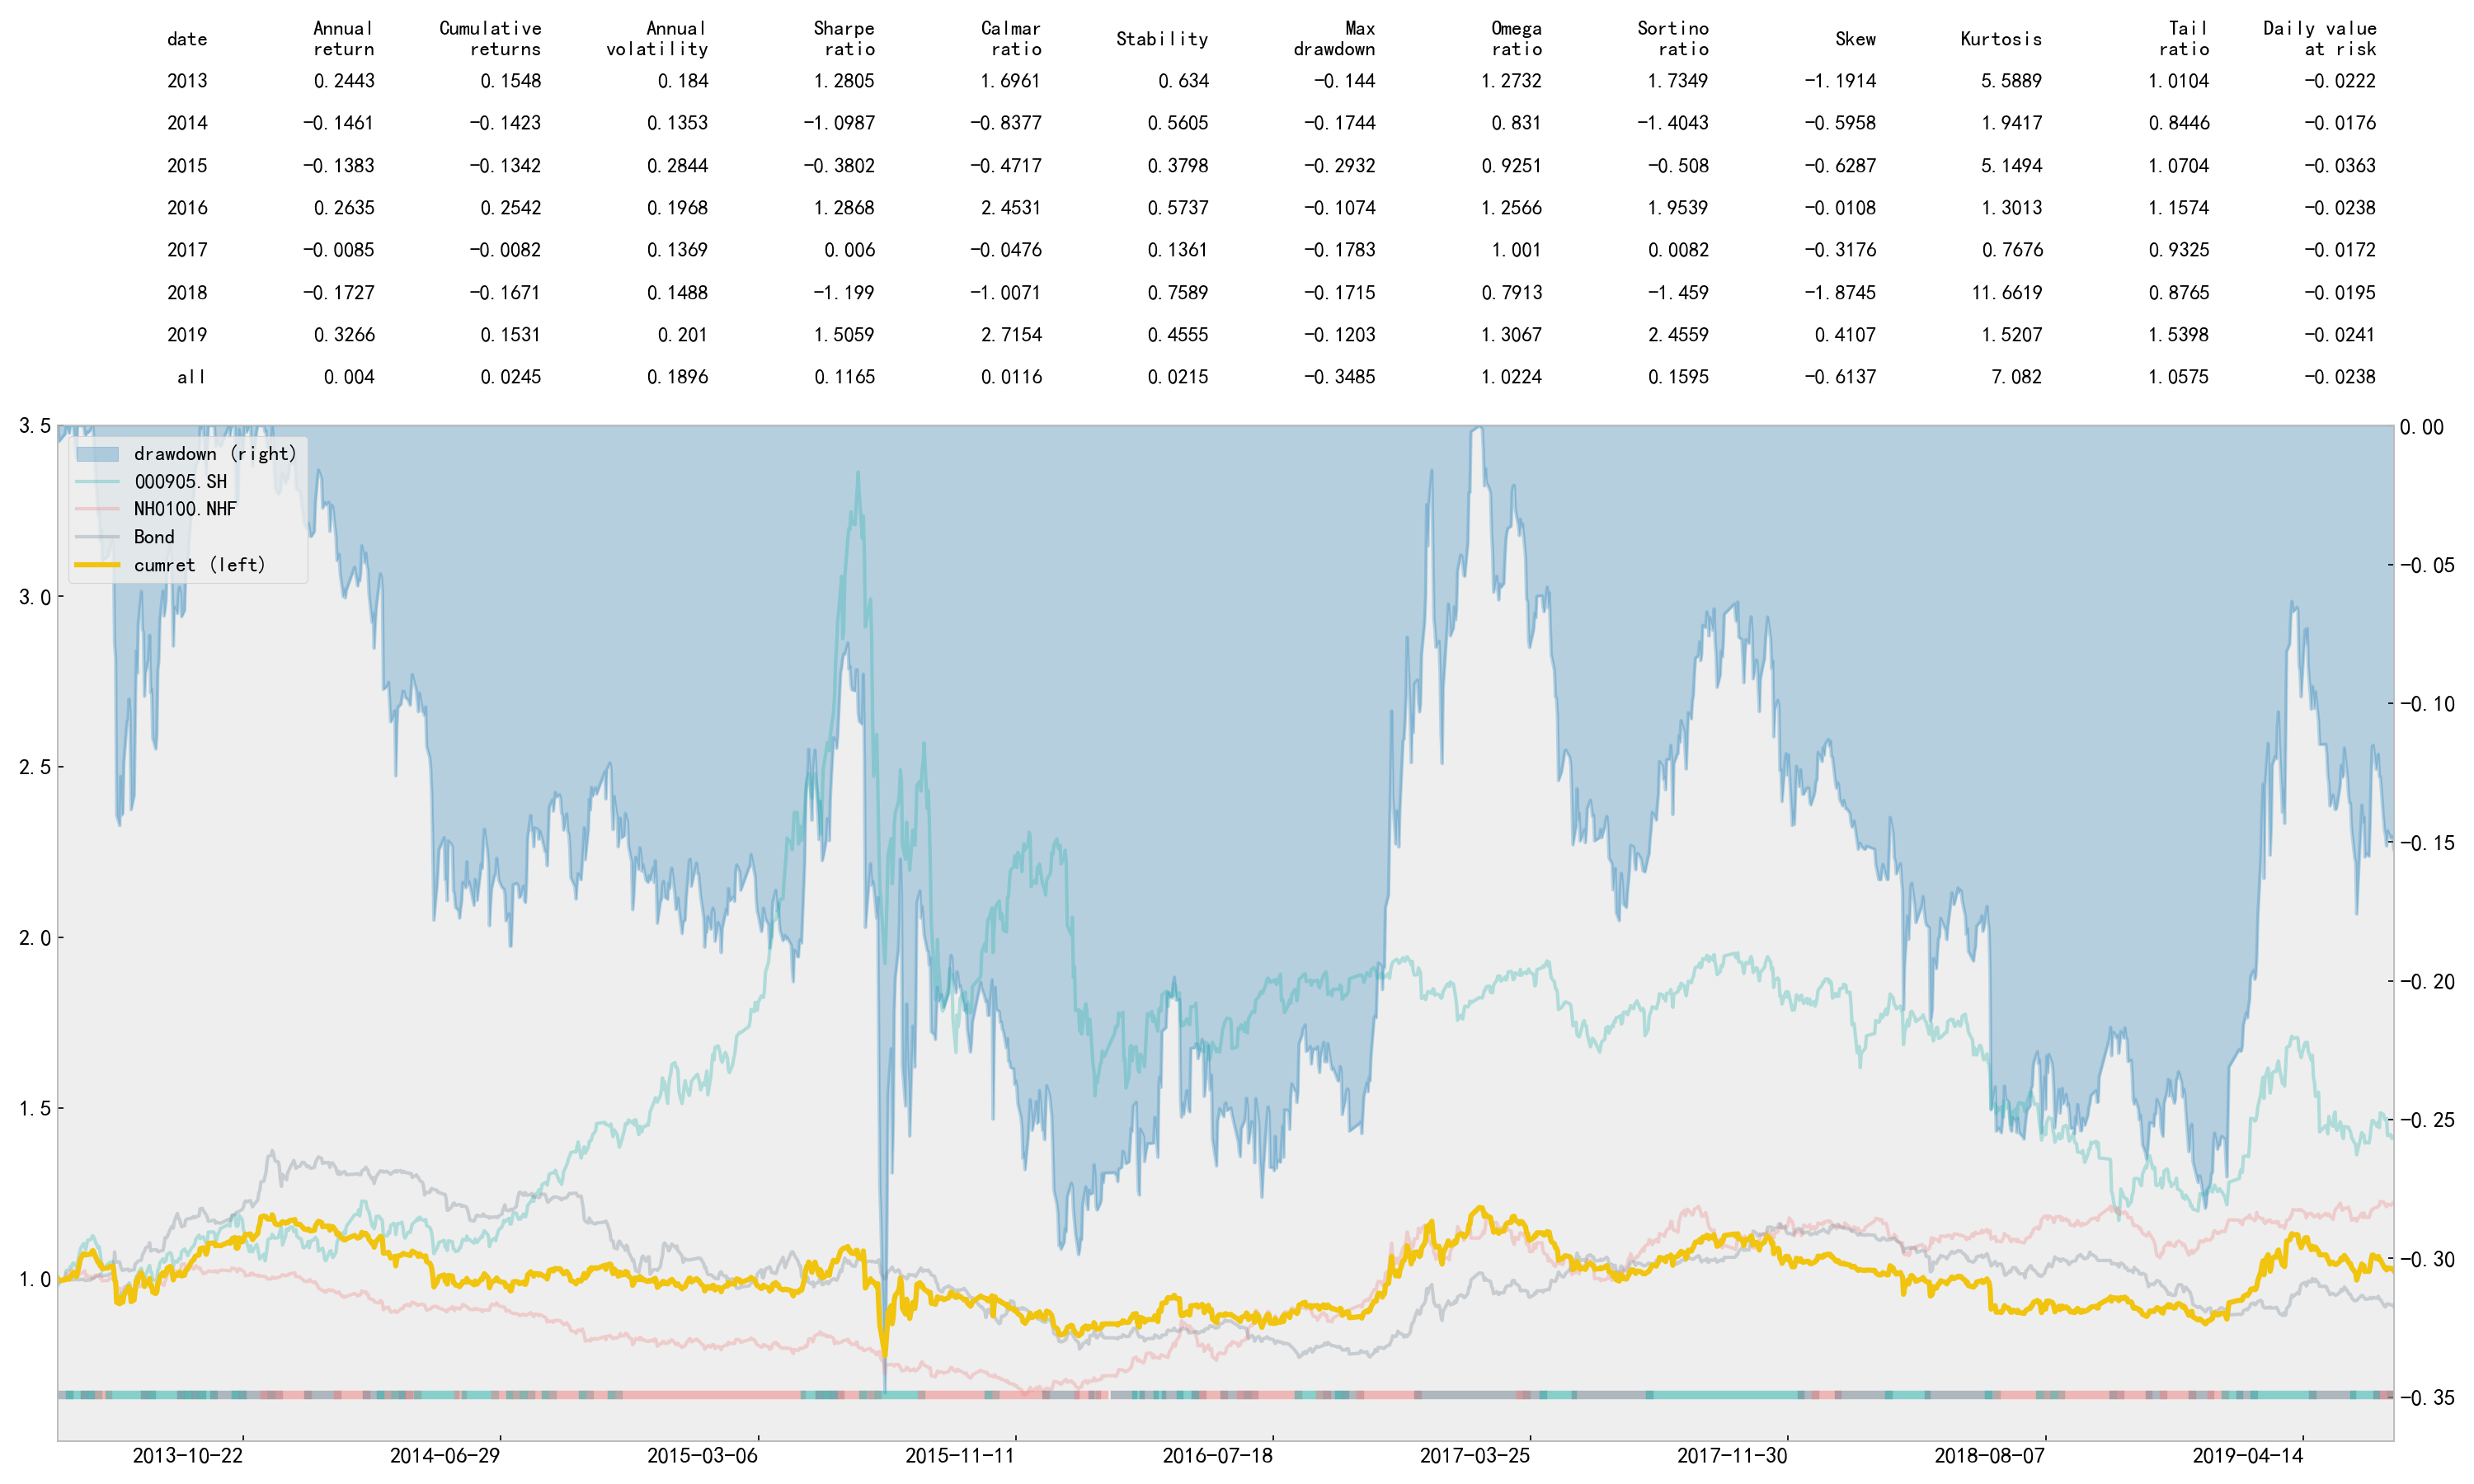 date Annual return Cumulative returns Annual volatility Sharpe ratio Calmar ratio Stability Max drawdown Omega ratio Sortino ratio Skew Kurtosis Tail ratio Daily value at risk
2013 0.2443 0.1548 0.184 1.2805 1.6961 0.634 -0.144 1.2732 1.7349 -1.1914 5.5889 1.0104 -0.0222
2014 -0.1461 -0.1423 0.1353 -1.0987 -0.8377 0.5605 -0.1744 0.831 -1.4043 -0.5958 1.9417 0.8446 -0.0176
2015 -0.1383 -0.1342 0.2844 -0.3802 -0.4717 0.3798 -0.2932 0.9251 -0.508 -0.6287 5.1494 1.0704 -0.0363
2016 0.2635 0.2542 0.1968 1.2868 2.4531 0.5737 -0.1074 1.2566 1.9539 -0.0108 1.3013 1.1574 -0.0238
2017 -0.0085 -0.0082 0.1369 0.006 -0.0476 0.1361 -0.1783 1.001 0.0082 -0.3176 0.7676 0.9325 -0.0172
2018 -0.1727 -0.1671 0.1488 -1.199 -1.0071 0.7589 -0.1715 0.7913 -1.459 -1.8745 11.6619 0.8765 -0.0195
2019 0.3266 0.1531 0.201 1.5059 2.7154 0.4555 -0.1203 1.3067 2.4559 0.4107 1.5207 1.5398 -0.0241
all 0.004 0.0245 0.1896 0.1165 0.0116 0.0215 -0.3485 1.0224 0.1595 -0.6137 7.082 1.0575 -0.0238
3.5
3.0
2.5
2.0
1.5
1.0
drawdown (right)
000905.SH
NH0100.NHF
Bond
cumret (left)
0.00
-0.05
-0.10
-0.15
-0.20
-0.25
-0.30
-0.35
2013-10-22 2014-06-29 2015-03-06 2015-11-11 2016-07-18 2017-03-25 2017-11-30 2018-08-07 2019-04-14